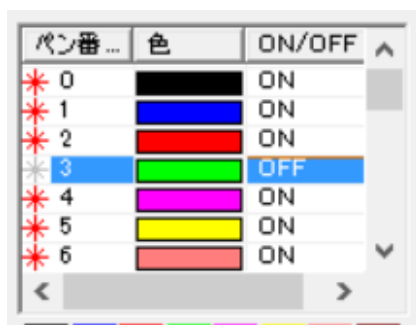 ペン番... 色 ON/OFF
0 ON
1 ON
2 ON
3 OFF
4 ON
5 ON
6 ON